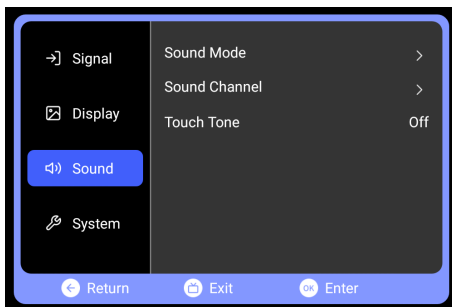 Signal
Display
Sound
System
Sound Mode
Sound Channel
Touch Tone Off
Return Exit OK Enter